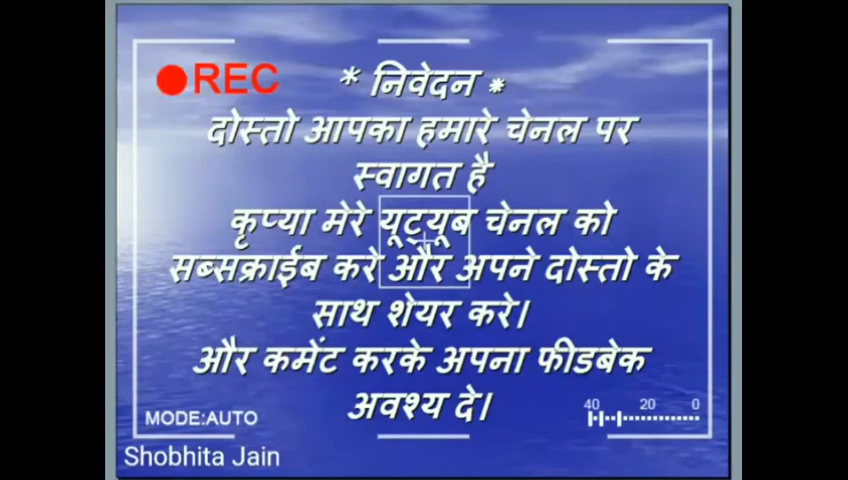 REC
* निवेदन *
दोस्तो आपका हमारे चेनल पर
स्वागत है
कृप्या मेरे यूट्यूब चेनल को
सब्सक्राईब करे और अपने दोस्तो के
साथ शेयर करे।
और कमेंट करके अपना फीडबेक
अवश्य दे।
40 20 0
MODE:AUTO
Shobhita Jain